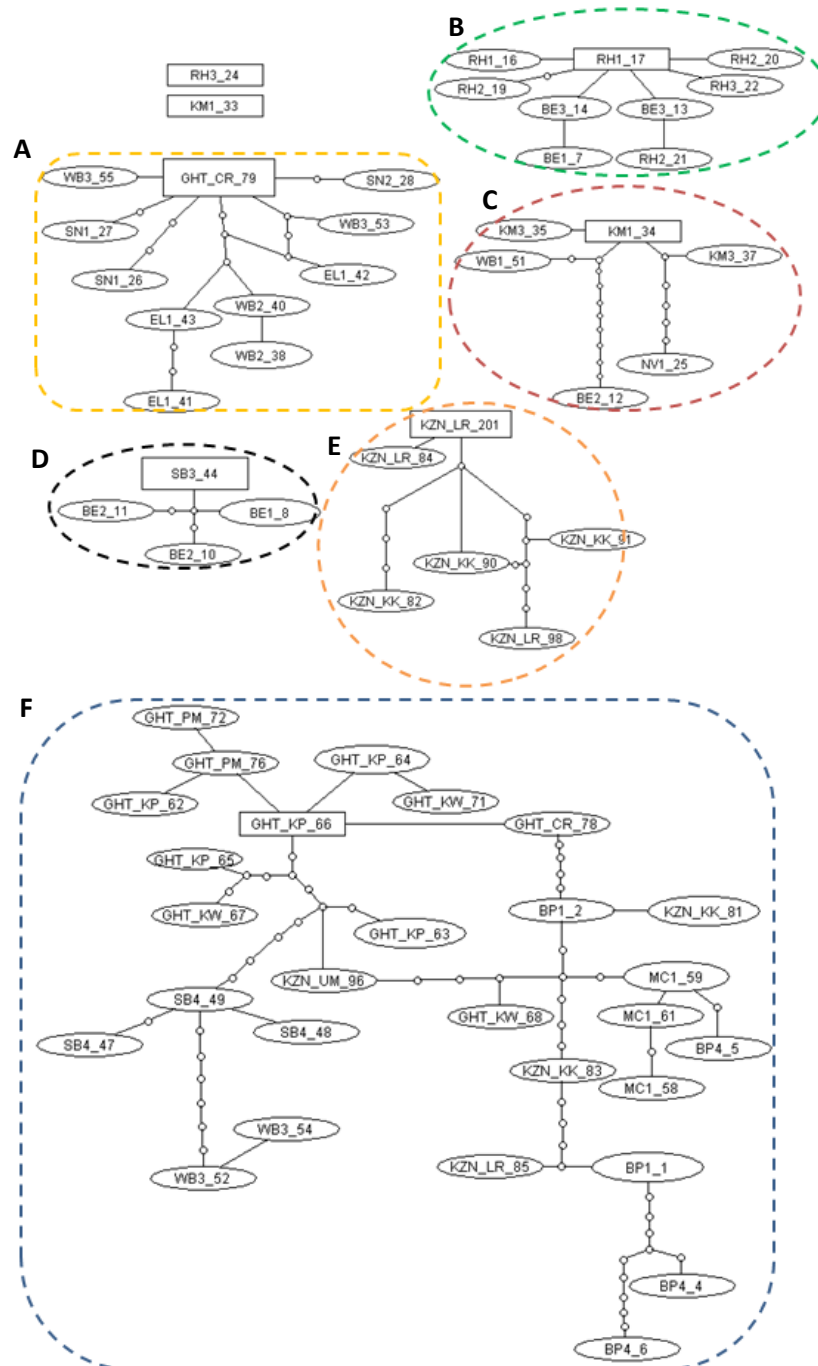 RH3_24
KM1_33
A
WB3_55
GHT_CR_79
SN2_28
SN1_27
WB3_53
SN1_26
EL1_42
EL1_43
WB2_40
WB2_38
EL1_41
B
RH1_16
RH1_17
RH2_20
RH2_19
RH3_22
BE3_14
BE3_13
BE1_7
RH2_21
C
KM3_35
KM1_34
WB1_51
KM3_37
NV1_25
BE2_12
D
SB3_44
BE2_11
BE1_8
BE2_10
E
KZN_LR_201
KZN_LR_84
KZN_KK_91
KZN_KK_90
KZN_KK_82
KZN_LR_98
F
GHT_PM_72
GHT_PM_76
GHT_KP_64
GHT_KP_62
GHT_KW_71
GHT_KP_66
GHT_CR_78
GHT_KP_65
GHT_KW_67
BP1_2
KZN_KK_81
GHT_KP_63
KZN_UM_96
MC1_59
SB4_49
GHT_KW_68
MC1_61
SB4_47
SB4_48
BP4_5
KZN_KK_83
MC1_58
WB3_54
WB3_52
KZN_LR_85
BP1_1
BP4_4
BP4_6